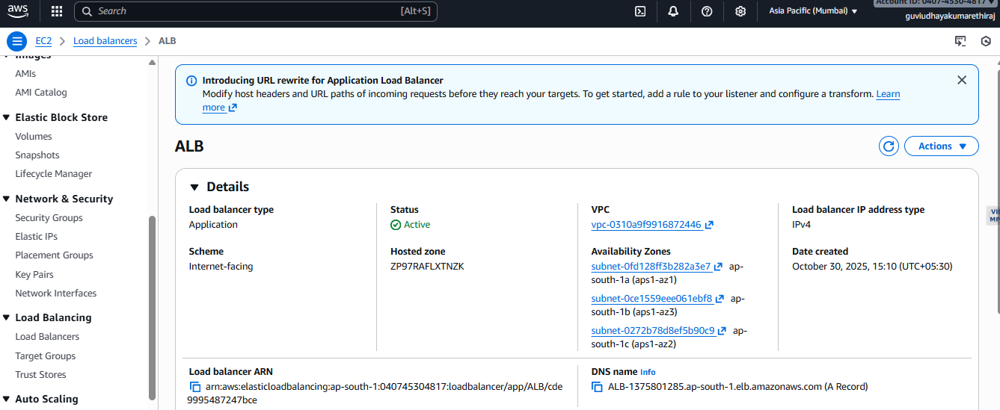 aws
Search
[Alt+S]
Asia Pacific (Mumbai)
Account ID: 0407-4530-4817
guviudhayakumarethiraj
EC2
Load balancers
ALB
Images
AMIs
AMI Catalog
Elastic Block Store
Volumes
Snapshots
Lifecycle Manager
Network & Security
Security Groups
Elastic IPs
Placement Groups
Key Pairs
Network Interfaces
Load Balancing
Load Balancers
Target Groups
Trust Stores
Auto Scaling
Introducing URL rewrite for Application Load Balancer
Modify host headers and URL paths of incoming requests before they reach your targets. To get started, add a rule to your listener and configure a transform. Learn
more
ALB
Actions
Details
Load balancer type
Application
Scheme
Internet-facing
Status
Active
Hosted zone
ZP97RAFLXTNZK
VPC
vpc-0310a9f9916872446
Availability Zones
subnet-0fd128ff3b282a3e7 ap-
south-1a (aps1-az1)
subnet-0ce1559eee061ebf8 ap-
south-1b (aps1-az3)
subnet-0272b78d8ef5b90c9 ap-
south-1c (aps1-az2)
Load balancer IP address type
IPv4
Date created
October 30, 2025, 15:10 (UTC+05:30)
Load balancer ARN
arn:aws:elasticloadbalancing:ap-south-1:040745304817:loadbalancer/app/ALB/cde
9995487247bce
DNS name Info
ALB-1375801285.ap-south-1.elb.amazonaws.com (A Record)